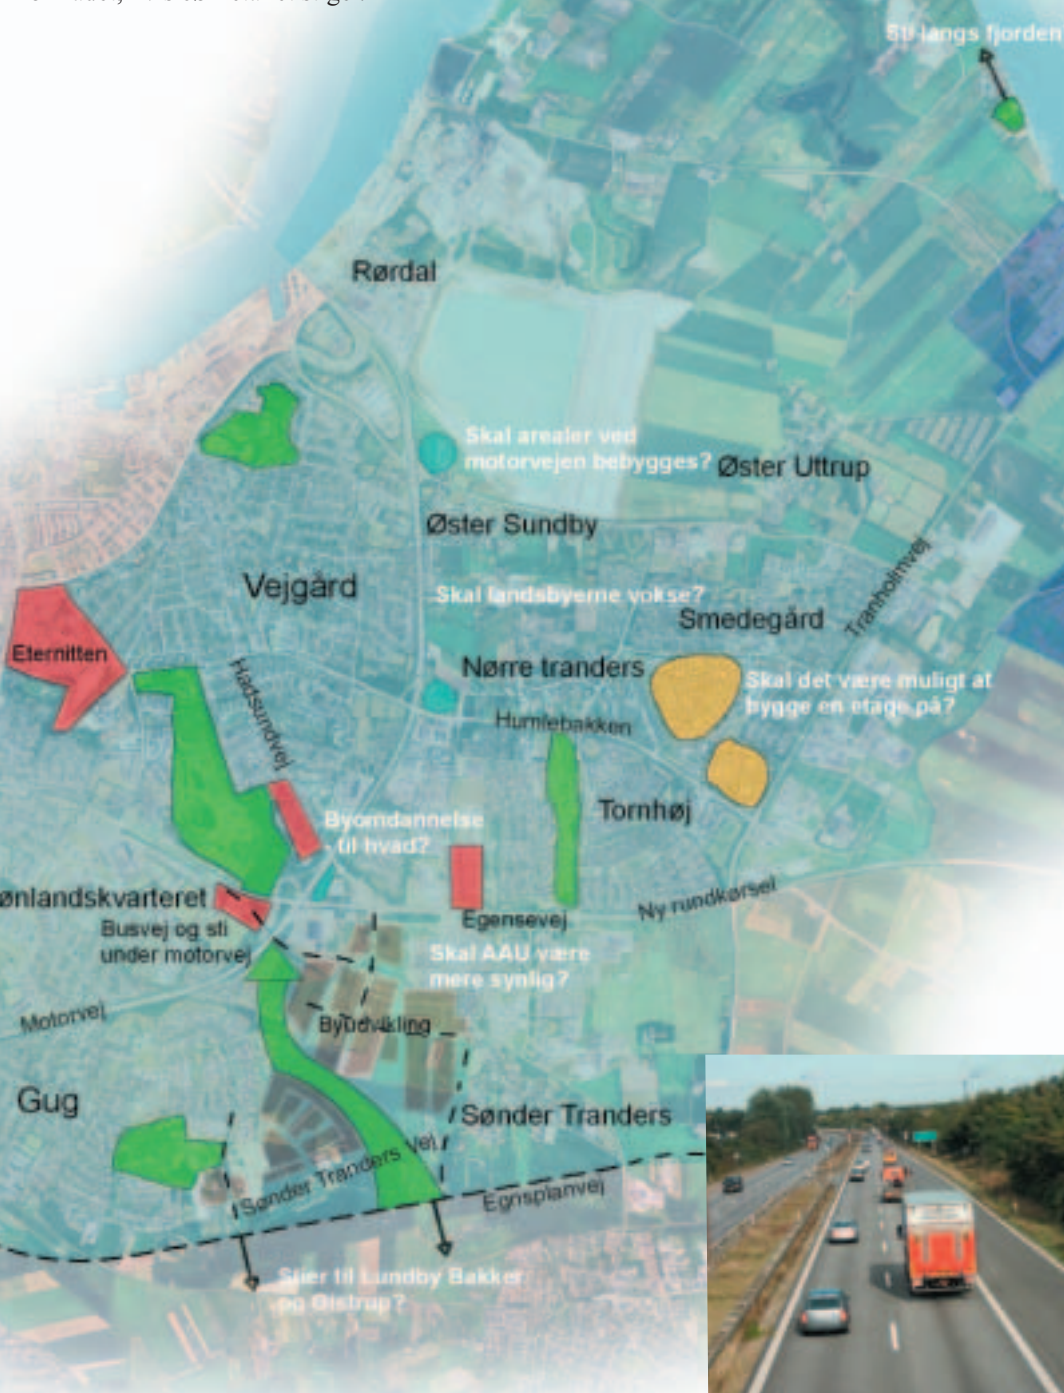 Sti langs fjorden
Rørdal
Skal arealer ved
motorvejen bebygges?
Øster Uttrup
Øster Sundby
Tranholmvej
Vejgård
Skal landsbyerne vokse?
Smedegård
Eternitten
Hadsundvej
Nørre tranders
Skal det være muligt at
bygge en etage på?
Humlebakken
Tornhøj
Byomdannelse
- til hvad?
Ny rundkørsel
ønlandskvarteret
Egensevej
Busvej og sti
under motorvej
Skal AAU være
mere synlig?
Motorvej
Byudvikling
Gug
Sønder Tranders
Sønder Tranders Vej
Egnsplanvej
Stier til Lundby Bakker
og Gistrup?